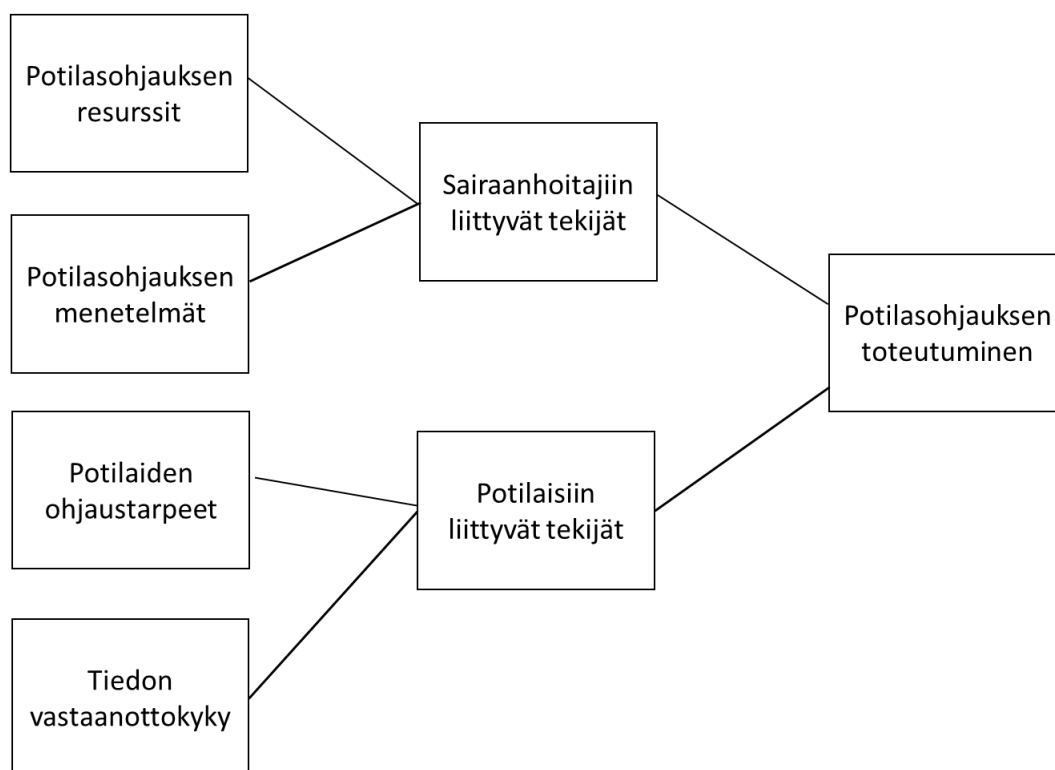 Potilasohjauksen
resurssit
Potilasohjauksen
menetelmät
Potilaiden
ohjaustarpeet
Tiedon
vastaanottokyky
Sairaanhoitajiin
liittyvät tekijät
Potilaisiin
liittyvät tekijät
Potilasohjauksen
toteutuminen